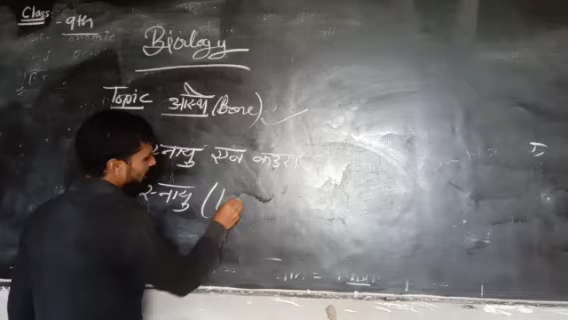 Class - 9th
Biology
Topic अस्थि (Bone)
स्नायु एवं कंडरा
स्नायु (